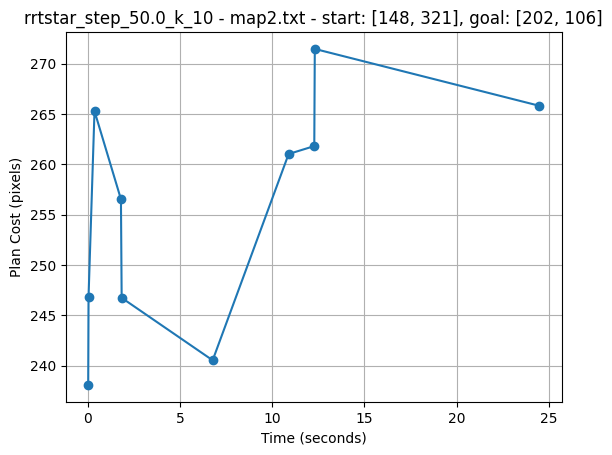 rrtstar_step_50.0_k_10 - map2.txt - start: [148, 321], goal: [202, 106]
270
265
260
255
250
245
240
Plan Cost (pixels)
0 5 10 15 20 25
Time (seconds)